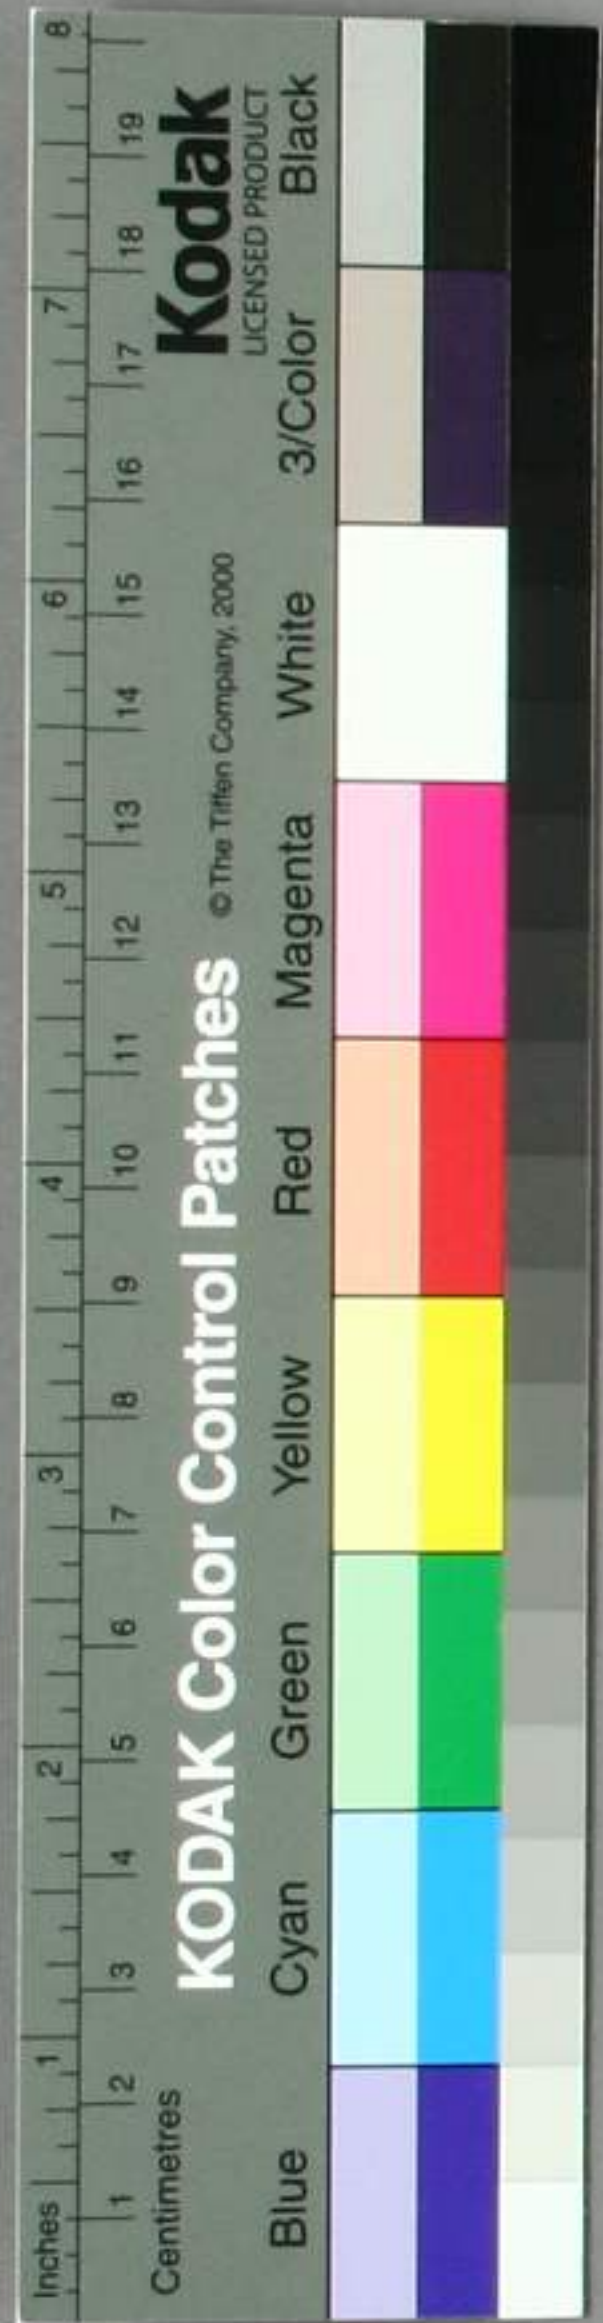 Inches 1 2 3 4 5 6 7 8
Centimetres 1 2 3 4 5 6 7 8 9 10 11 12 13 14 15 16 17 18 19
KODAK Color Control Patches © The Tiffen Company, 2000 Kodak
LICENSED PRODUCT
Blue Cyan Green Yellow Red Magenta White 3/Color Black